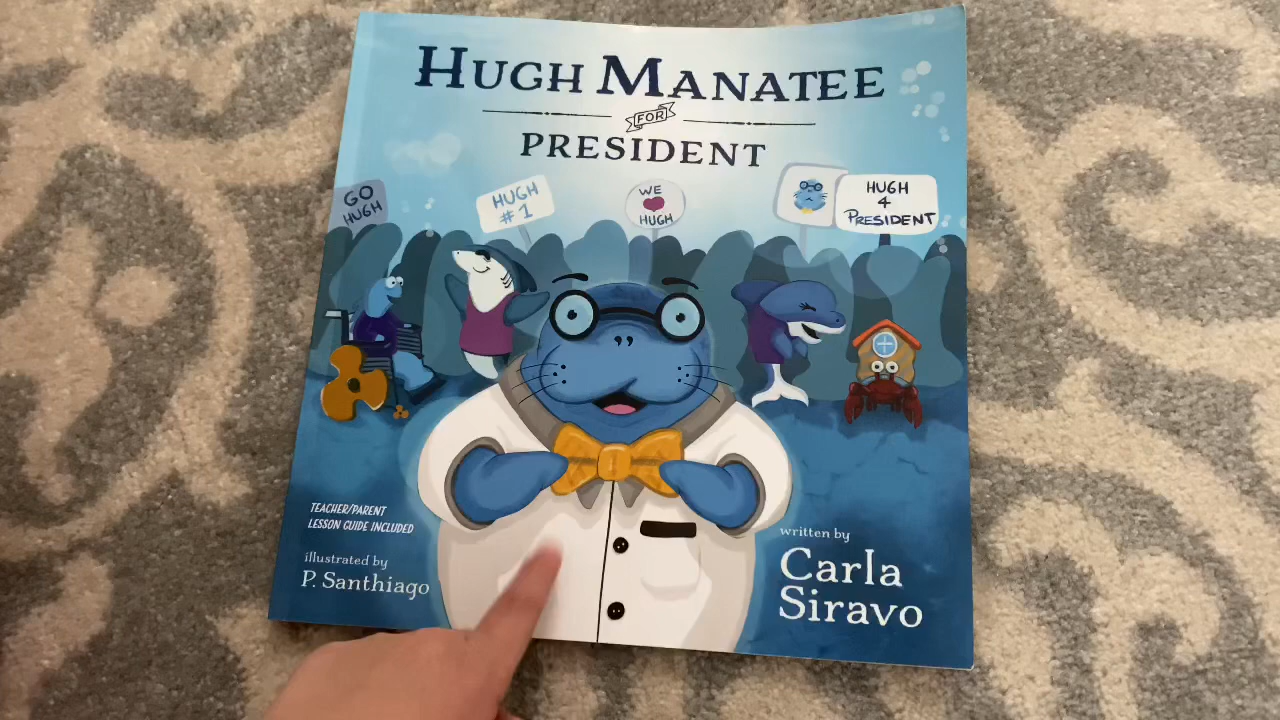 HUGH MANATEE
FOR
PRESIDENT
GO
HUGH
HUGH
#1
WE
HUGH
HUGH
4
PRESIDENT
TEACHER/PARENT
LESSON GUIDE INCLUDED
illustrated by
P. Santhiago
written by
Carla
Siravo